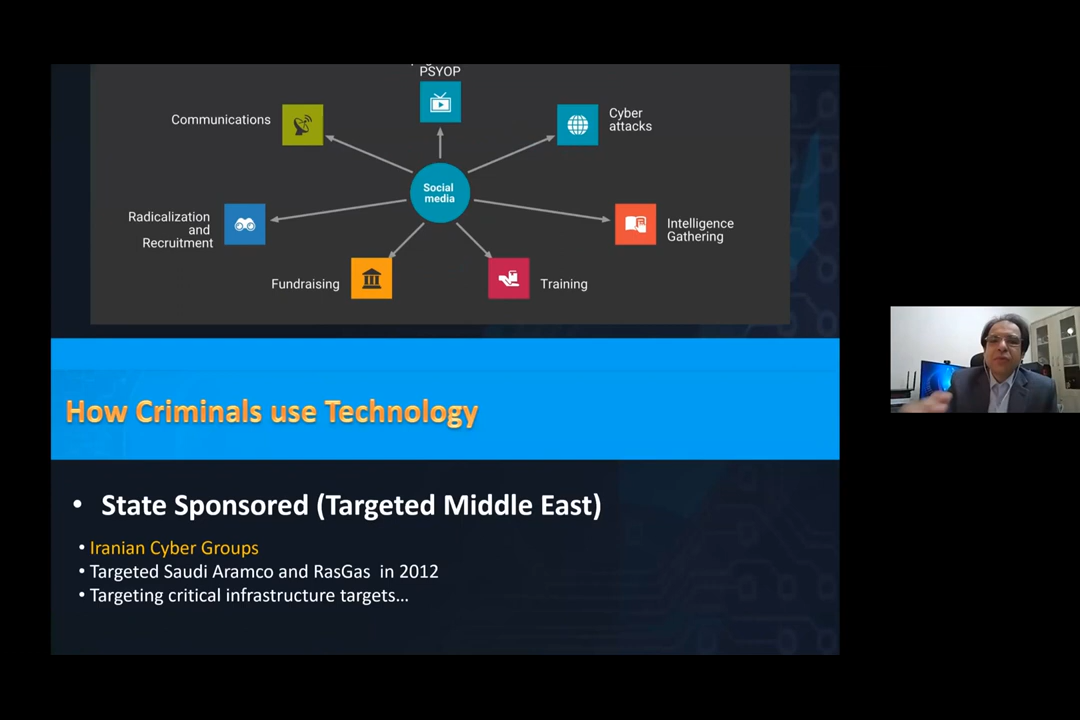 PSYOP
Communications
Cyber
attacks
Social
media
Radicalization
and
Recruitment
Intelligence
Gathering
Fundraising
Training
How Criminals use Technology
• State Sponsored (Targeted Middle East)
• Iranian Cyber Groups
• Targeted Saudi Aramco and RasGas in 2012
• Targeting critical infrastructure targets...